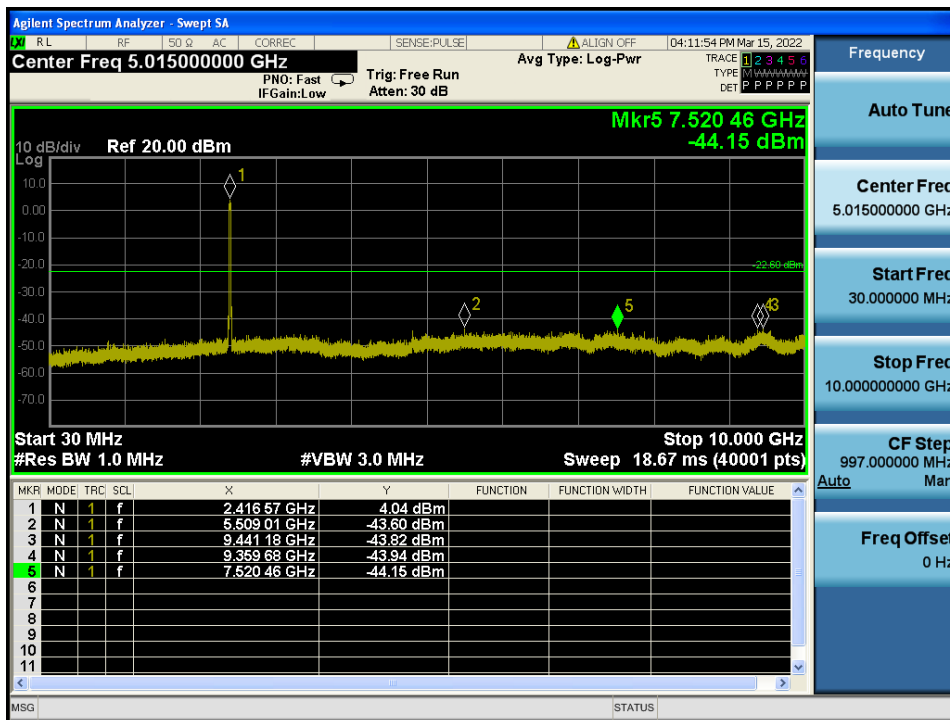 Agilent Spectrum Analyzer - Swept SA
LXI RL RF 50 Ω AC CORREC SENSE:PULSE ALIGN OFF 04:11:54 PM Mar 15, 2022
Center Freq 5.015000000 GHz
PNO: Fast
IFGain:Low
Trig: Free Run
Atten: 30 dB
Avg Type: Log-Pwr
TRACE 1 2 3 4 5 6
TYPE M
DET P P P P P P
Mkr5 7.520 46 GHz
-44.15 dBm
10 dB/div Ref 20.00 dBm
Log
10.0
0.00
-10.0
-20.0
-30.0
-40.0
-50.0
-60.0
-70.0
1
2
5
43
-22.60 dBm
Start 30 MHz Stop 10.000 GHz
#Res BW 1.0 MHz #VBW 3.0 MHz Sweep 18.67 ms (40001 pts)
MKR MODE TRC SCL X Y FUNCTION FUNCTION WIDTH FUNCTION VALUE
1 N 1 f 2.416 57 GHz 4.04 dBm
2 N 1 f 5.509 01 GHz -43.60 dBm
3 N 1 f 9.441 18 GHz -43.82 dBm
4 N 1 f 9.359 68 GHz -43.94 dBm
5 N 1 f 7.520 46 GHz -44.15 dBm
6
7
8
9
10
11
MSG STATUS
Frequency
Auto Tune
Center Freq
5.015000000 GHz
Start Freq
30.000000 MHz
Stop Freq
10.000000000 GHz
CF Step
997.000000 MHz
Auto Man
Freq Offset
0 Hz